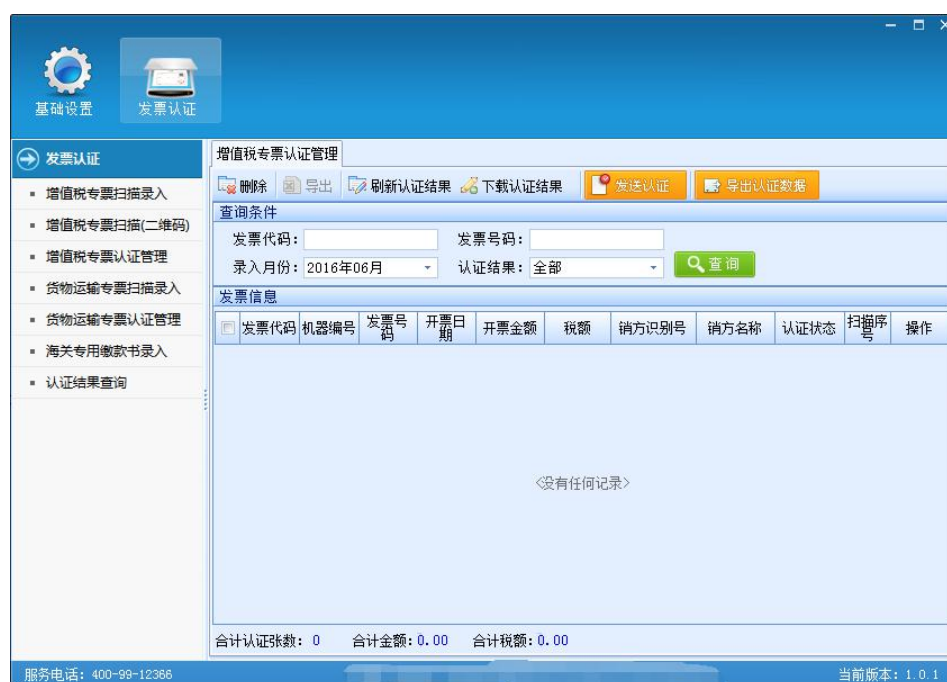 基础设置 发票认证
发票认证
增值税专票扫描录入
增值税专票扫描(二维码)
增值税专票认证管理
货物运输专票扫描录入
货物运输专票认证管理
海关专用缴款书录入
认证结果查询
增值税专票认证管理
删除 导出 刷新认证结果 下载认证结果 发送认证 导出认证数据
查询条件
发票代码: 发票号码:
录入月份: 2016年06月 认证结果: 全部 查询
发票信息
发票代码 机器编号 发票号码 开票日期 开票金额 税额 销方识别号 销方名称 认证状态 扫描序号 操作
<没有任何记录>
合计认证张数: 0 合计金额: 0.00 合计税额: 0.00
服务电话: 400-99-12366 当前版本: 1.0.1